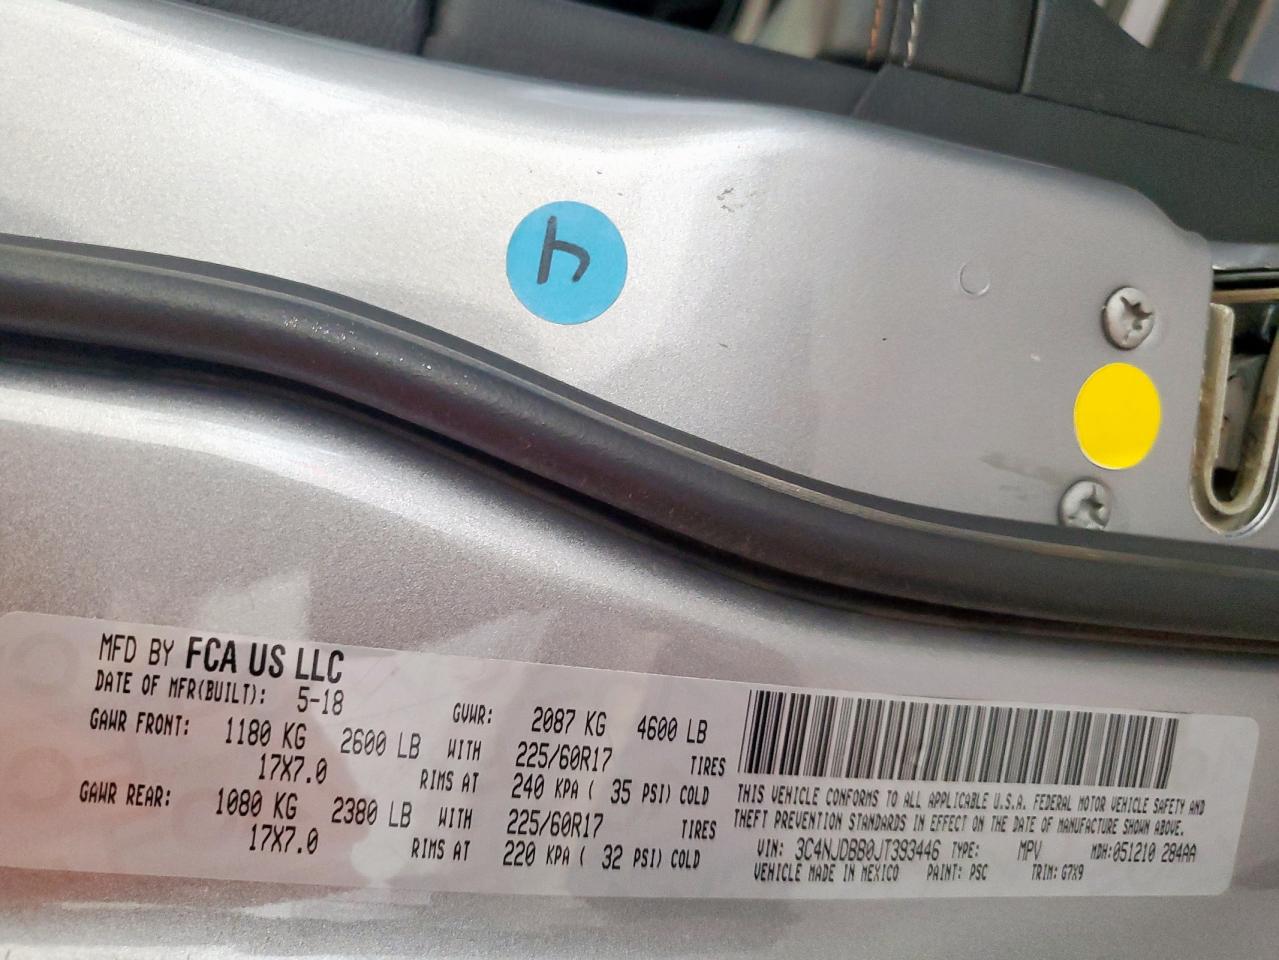 4
MFD BY FCA US LLC
DATE OF MFR(BUILT): 5-18 GVWR: 2087 KG 4600 LB
GAWR FRONT: 1180 KG 2600 LB WITH 225/60R17 TIRES
17X7.0 RIMS AT 240 KPA ( 35 PSI) COLD
GAWR REAR: 1080 KG 2380 LB WITH 225/60R17 TIRES
17X7.0 RIMS AT 220 KPA ( 32 PSI) COLD
THIS VEHICLE CONFORMS TO ALL APPLICABLE U.S.A. FEDERAL MOTOR VEHICLE SAFETY AND
THEFT PREVENTION STANDARDS IN EFFECT ON THE DATE OF MANUFACTURE SHOWN ABOVE.
VIN: 3C4NJDBB0JT393446 TYPE: MPV MDH: 051210 284AA
VEHICLE MADE IN MEXICO PAINT: PSC TRIM: G7X9